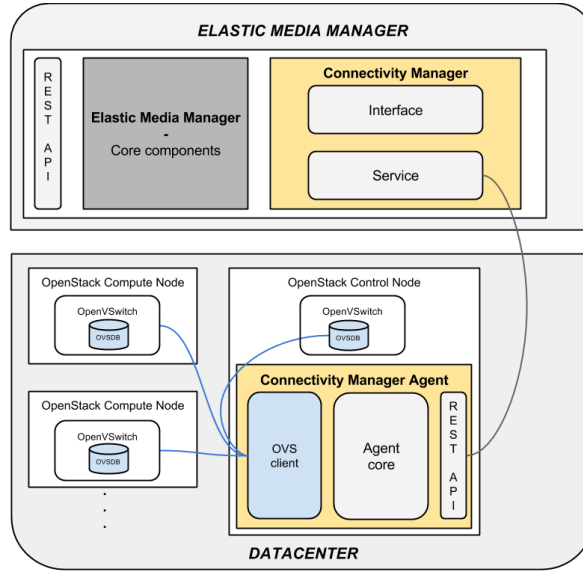 ELASTIC MEDIA MANAGER
R
E
S
T
A
P
I
Elastic Media Manager
-
Core components
Connectivity Manager
Interface
Service
OpenStack Compute Node
OpenVSwitch
OVSDB
OpenStack Control Node
OpenVSwitch
OVSDB
OpenStack Compute Node
OpenVSwitch
OVSDB
.
.
.
Connectivity Manager Agent
OVS
client
Agent
core
R
E
S
T
A
P
I
DATACENTER